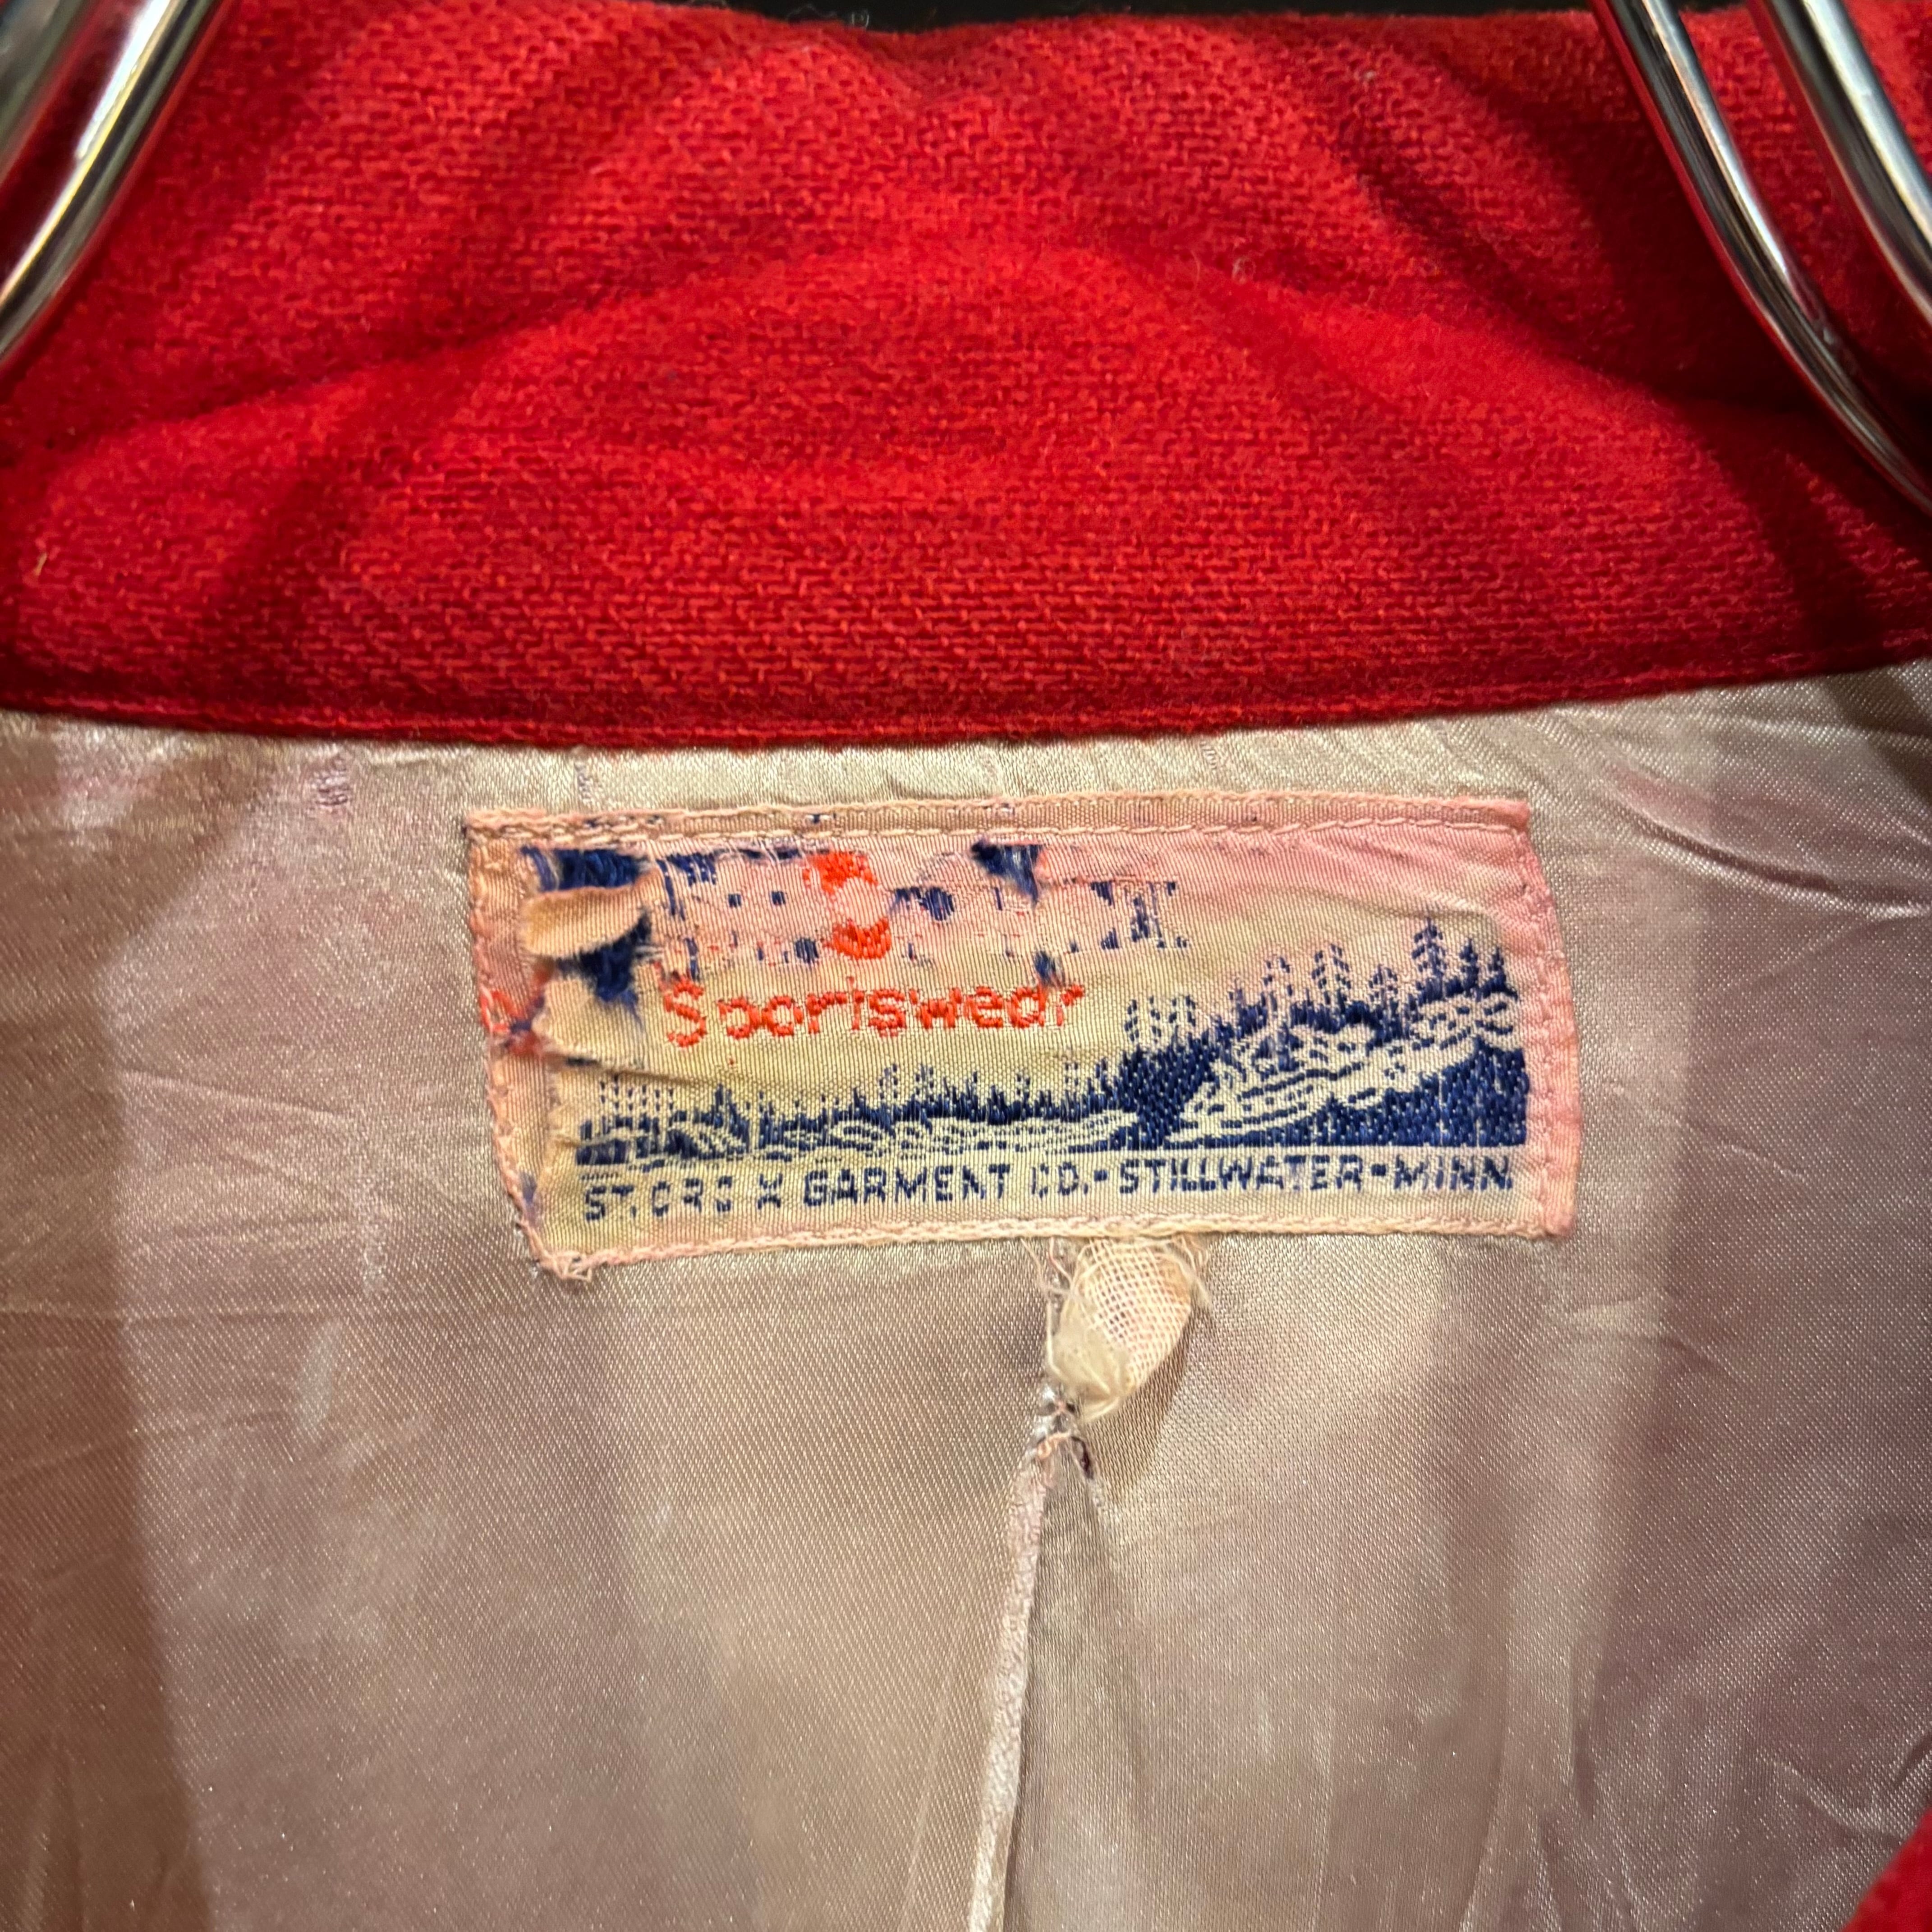 Sportswear
ST. CROIX GARMENT CO. • STILLWATER • MINN